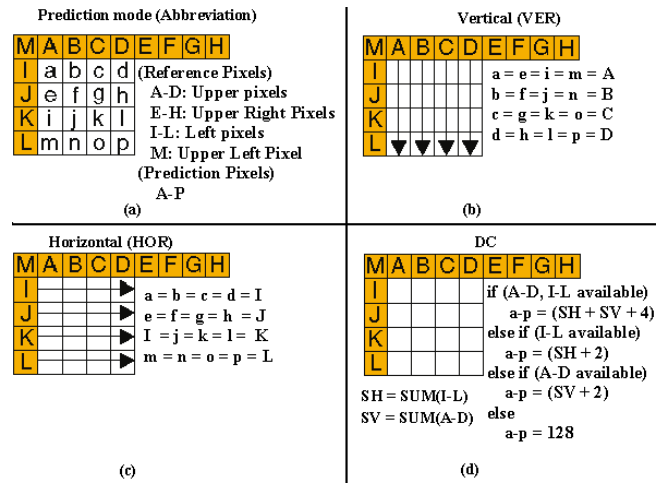 Prediction mode (Abbreviation)
M A B C D E F G H
I a b c d
J e f g h
K i j k l
L m n o p
(Reference Pixels)
A-D: Upper pixels
E-H: Upper Right Pixels
I-L: Left pixels
M: Upper Left Pixel
(Prediction Pixels)
A-P
(a)
Vertical (VER)
M A B C D E F G H
I
J
K
L
a = e = i = m = A
b = f = j = n = B
c = g = k = o = C
d = h = l = p = D
(b)
Horizontal (HOR)
M A B C D E F G H
I
J
K
L
a = b = c = d = I
e = f = g = h = J
I = j = k = l = K
m = n = o = p = L
(c)
DC
M A B C D E F G H
I
J
K
L
if (A-D, I-L available)
a-p = (SH + SV + 4)
else if (I-L available)
a-p = (SH + 2)
else if (A-D available)
a-p = (SV + 2)
else
a-p = 128
SH = SUM(I-L)
SV = SUM(A-D)
(d)